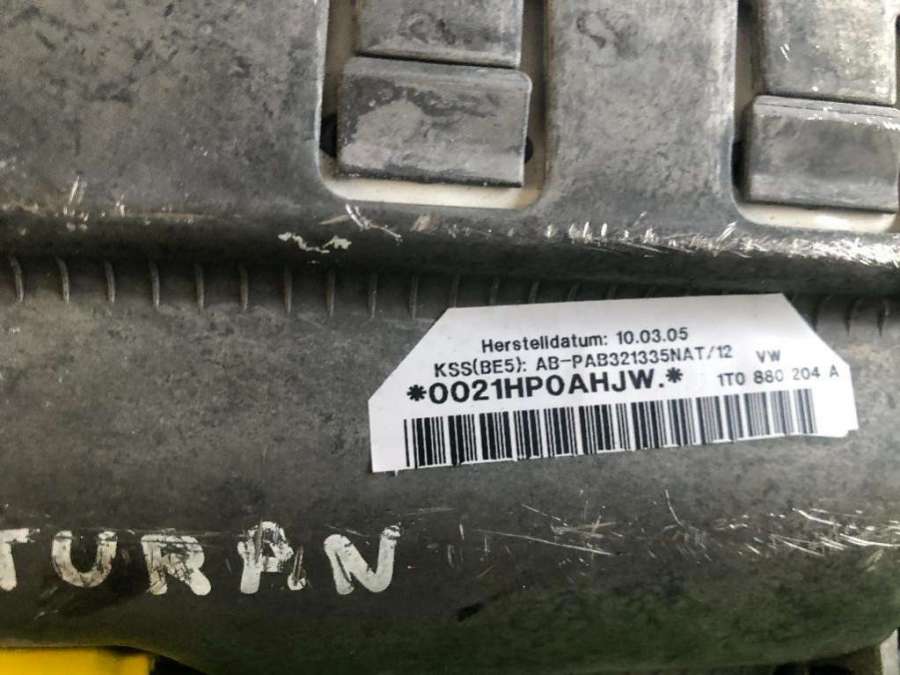 Herstelldatum: 10.03.05
KSS(BE5): AB-PAB321335NAT/12 VW
*0021HP0AHJW.* 1T0 880 204 A
TURAN